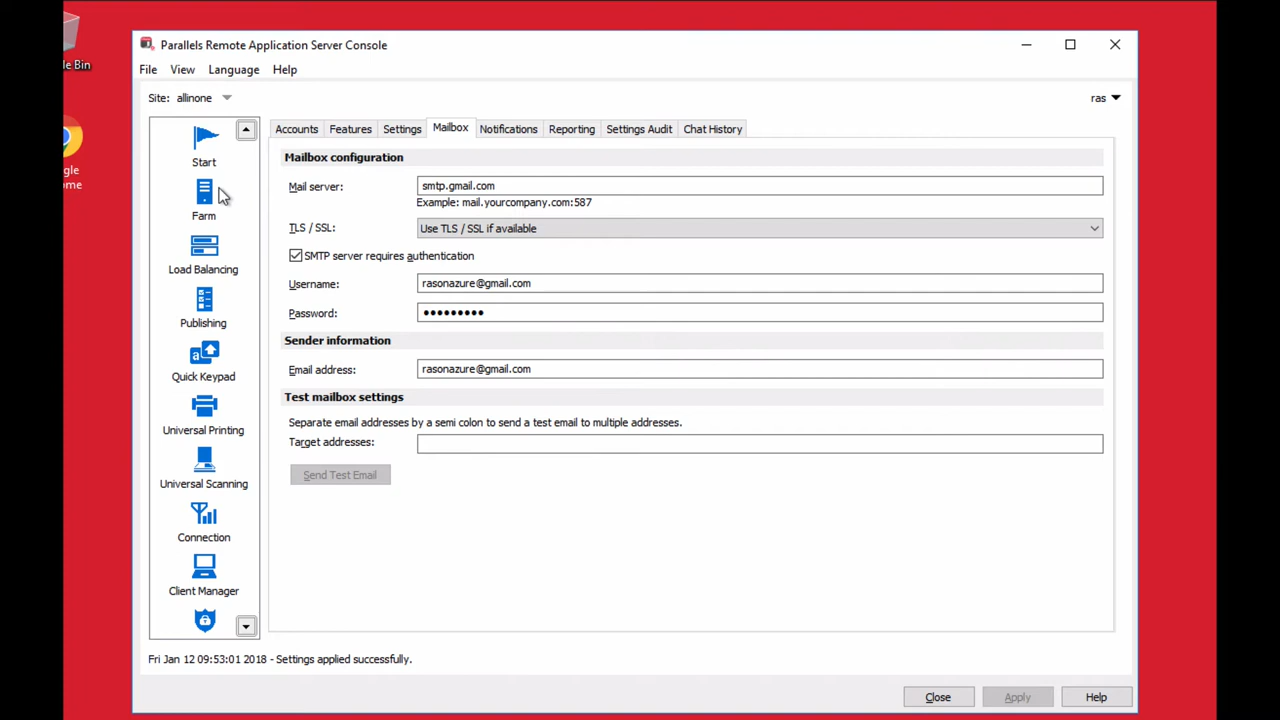 le Bin
gle
me
Parallels Remote Application Server Console
File View Language Help
Site: allinone
ras
Start
Farm
Load Balancing
Publishing
a
Quick Keypad
Universal Printing
Universal Scanning
Connection
Client Manager
Accounts Features Settings Mailbox Notifications Reporting Settings Audit Chat History
Mailbox configuration
Mail server: smtp.gmail.com
Example: mail.yourcompany.com:587
TLS / SSL: Use TLS / SSL if available
SMTP server requires authentication
Username: rasonazure@gmail.com
Password: •••••••••
Sender information
Email address: rasonazure@gmail.com
Test mailbox settings
Separate email addresses by a semi colon to send a test email to multiple addresses.
Target addresses:
Send Test Email
Fri Jan 12 09:53:01 2018 - Settings applied successfully.
Close Apply Help